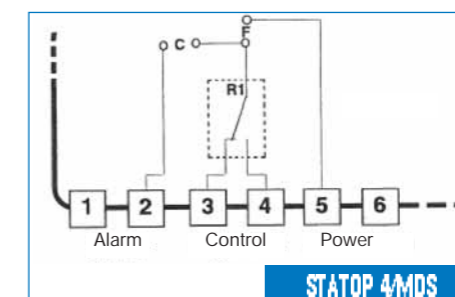 F
C
R1
1 2 3 4 5 6
Alarm Control Power
STATOP 4/MDS